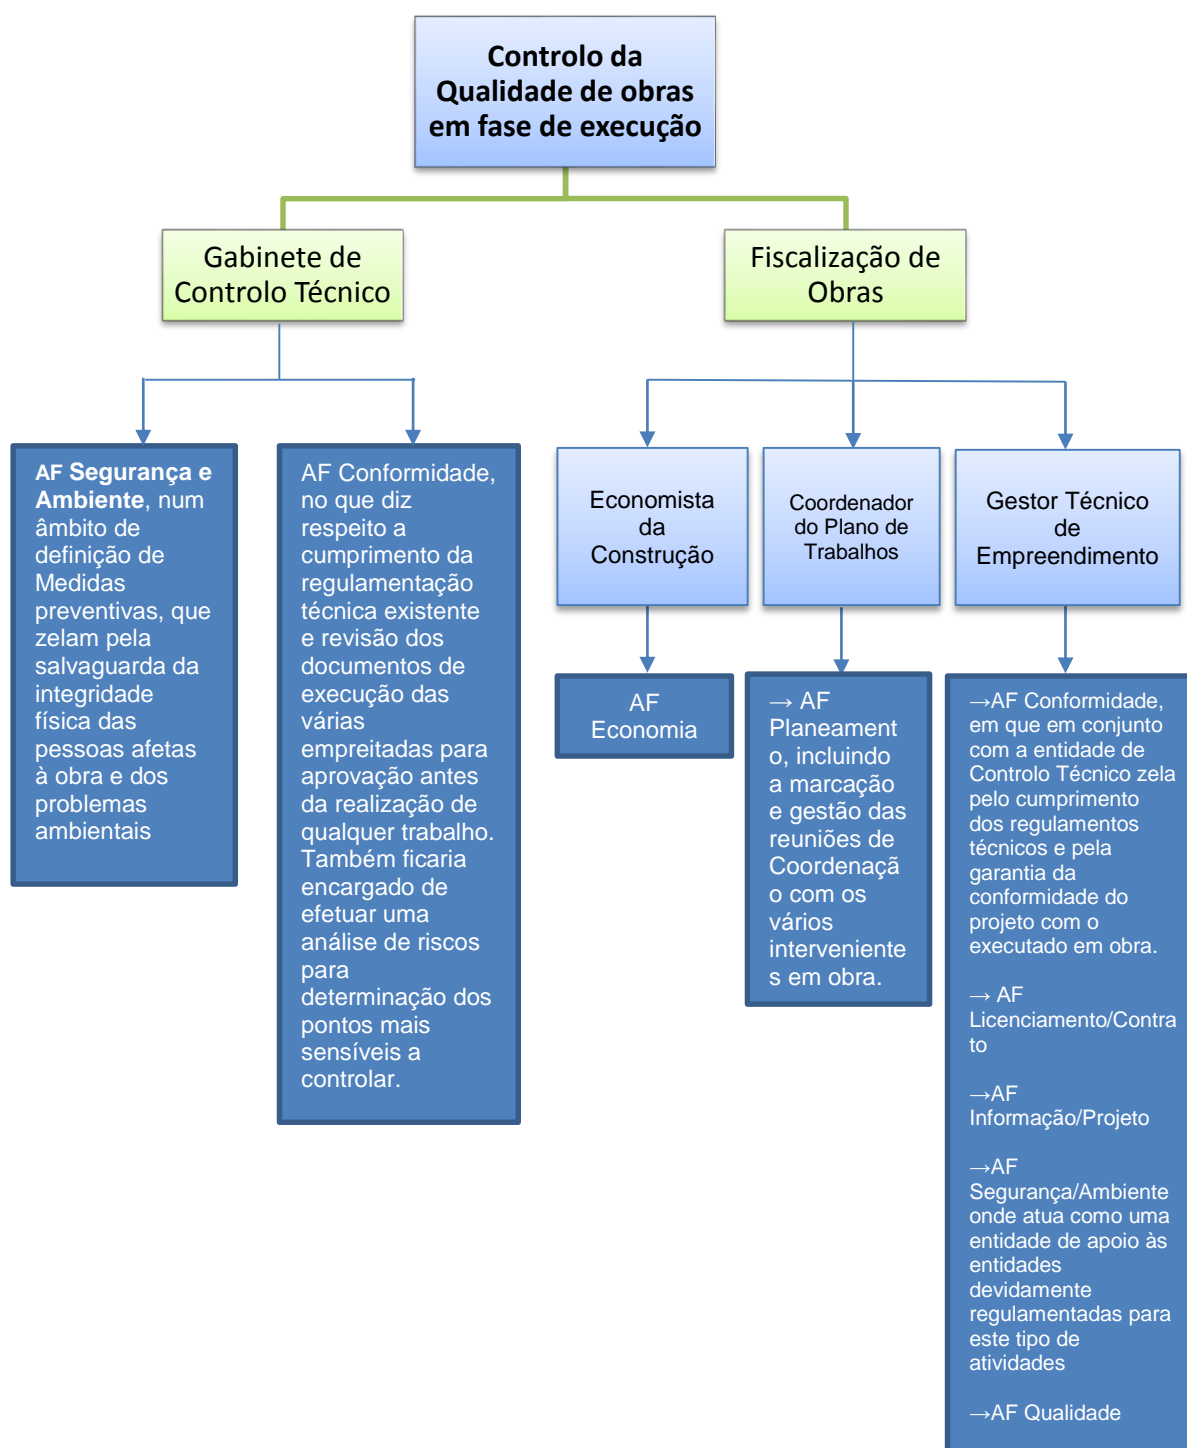 Controlo da
Qualidade de obras
em fase de execução
Gabinete de
Controlo Técnico
Fiscalização de
Obras
AF Segurança e
Ambiente, num
âmbito de
definição de
Medidas
preventivas, que
zelam pela
salvaguarda da
integridade
física das
pessoas afetas
à obra e dos
problemas
ambientais
AF Conformidade,
no que diz
respeito a
cumprimento da
regulamentação
técnica existente
e revisão dos
documentos de
execução das
várias
empreitadas para
aprovação antes
da realização de
qualquer trabalho.
Também ficaria
encargado de
efetuar uma
análise de riscos
para
determinação dos
pontos mais
sensíveis a
controlar.
Economista
da
Construção
Coordenador
do Plano de
Trabalhos
Gestor Técnico
de
Empreendimento
AF
Economia
→ AF
Planeament
o, incluindo
a marcação
e gestão das
reuniões de
Coordenaçã
o com os
vários
interveniente
s em obra.
→AF Conformidade,
em que em conjunto
com a entidade de
Controlo Técnico zela
pelo cumprimento
dos regulamentos
técnicos e pela
garantia da
conformidade do
projeto com o
executado em obra.
→ AF
Licenciamento/Contra
to
→AF
Informação/Projeto
→AF
Segurança/Ambiente
onde atua como uma
entidade de apoio às
entidades
devidamente
regulamentadas para
este tipo de
atividades
→AF Qualidade